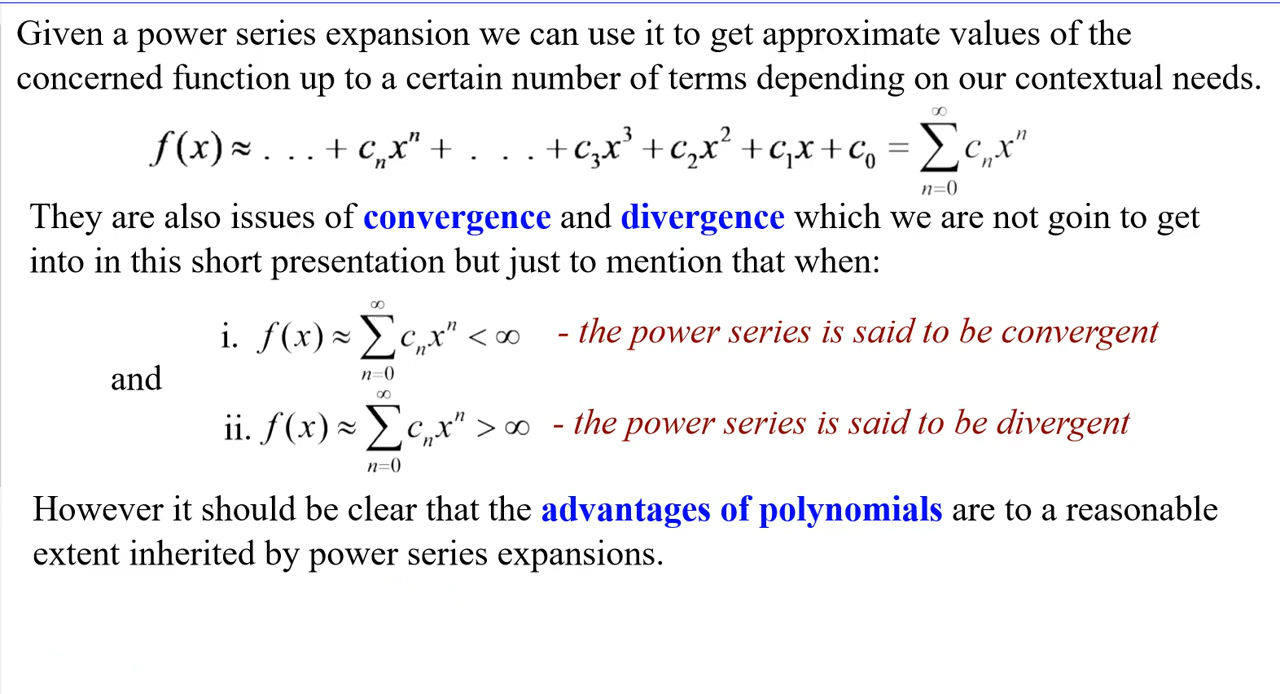 Given a power series expansion we can use it to get approximate values of the
concerned function up to a certain number of terms depending on our contextual needs.
f(x) ≈ . . . + cₙxⁿ + . . . + c₃x³ + c₂x² + c₁x + c₀ = ∑_{n=0}^{∞} cₙxⁿ
They are also issues of convergence and divergence which we are not goin to get
into in this short presentation but just to mention that when:
i. f(x) ≈ ∑_{n=0}^{∞} cₙxⁿ < ∞ - the power series is said to be convergent
and
ii. f(x) ≈ ∑_{n=0}^{∞} cₙxⁿ > ∞ - the power series is said to be divergent
However it should be clear that the advantages of polynomials are to a reasonable
extent inherited by power series expansions.